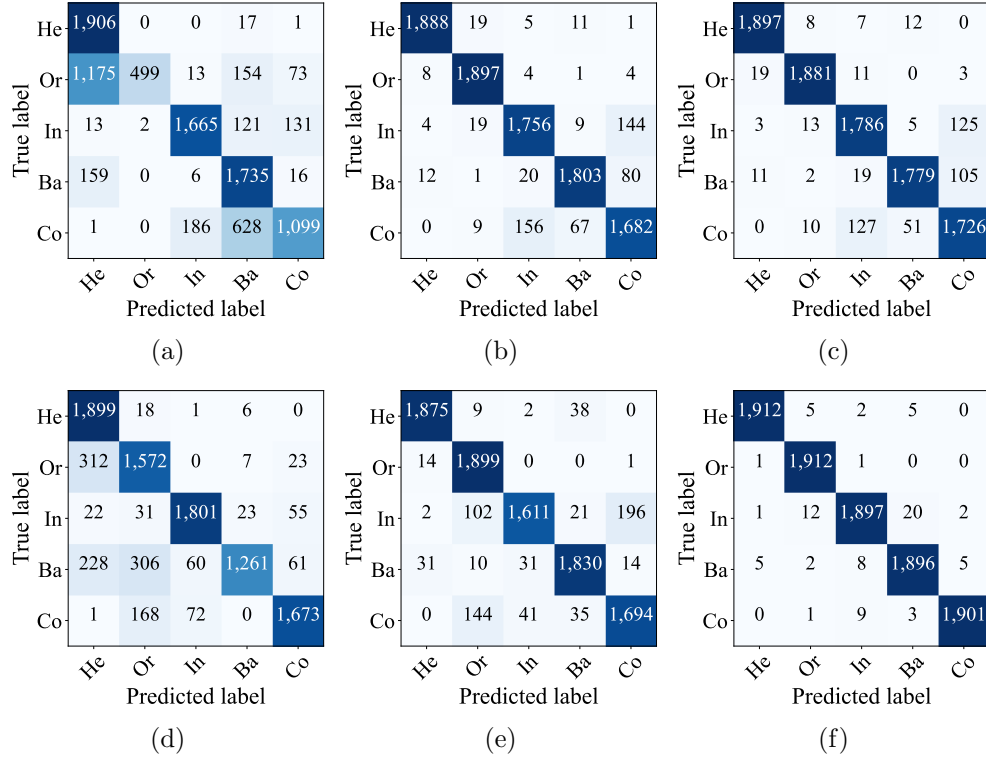 He 1,906 0 0 17 1
Or 1,175 499 13 154 73
In 13 2 1,665 121 131
Ba 159 0 6 1,735 16
Co 1 0 186 628 1,099
True label
He Or In Ba Co
Predicted label
(a)
He 1,888 19 5 11 1
Or 8 1,897 4 1 4
In 4 19 1,756 9 144
Ba 12 1 20 1,803 80
Co 0 9 156 67 1,682
True label
He Or In Ba Co
Predicted label
(b)
He 1,897 8 7 12 0
Or 19 1,881 11 0 3
In 3 13 1,786 5 125
Ba 11 2 19 1,779 105
Co 0 10 127 51 1,726
True label
He Or In Ba Co
Predicted label
(c)
He 1,899 18 1 6 0
Or 312 1,572 0 7 23
In 22 31 1,801 23 55
Ba 228 306 60 1,261 61
Co 1 168 72 0 1,673
True label
He Or In Ba Co
Predicted label
(d)
He 1,875 9 2 38 0
Or 14 1,899 0 0 1
In 2 102 1,611 21 196
Ba 31 10 31 1,830 14
Co 0 144 41 35 1,694
True label
He Or In Ba Co
Predicted label
(e)
He 1,912 5 2 5 0
Or 1 1,912 1 0 0
In 1 12 1,897 20 2
Ba 5 2 8 1,896 5
Co 0 1 9 3 1,901
True label
He Or In Ba Co
Predicted label
(f)